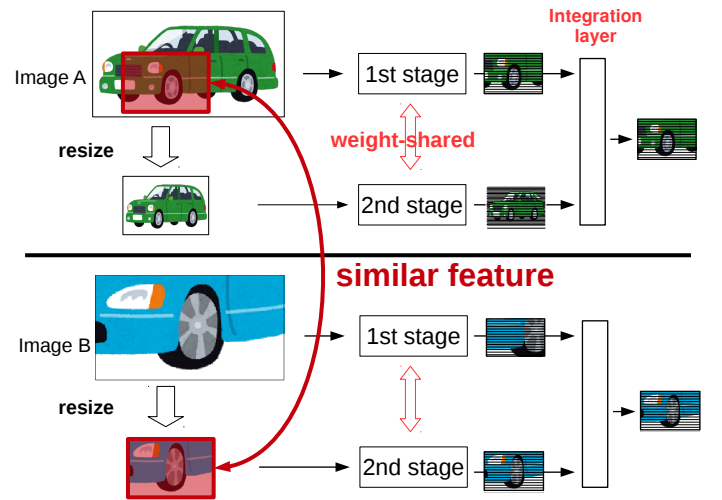 Integration
layer
Image A
1st stage
weight-shared
resize
2nd stage
similar feature
Image B
1st stage
resize
2nd stage